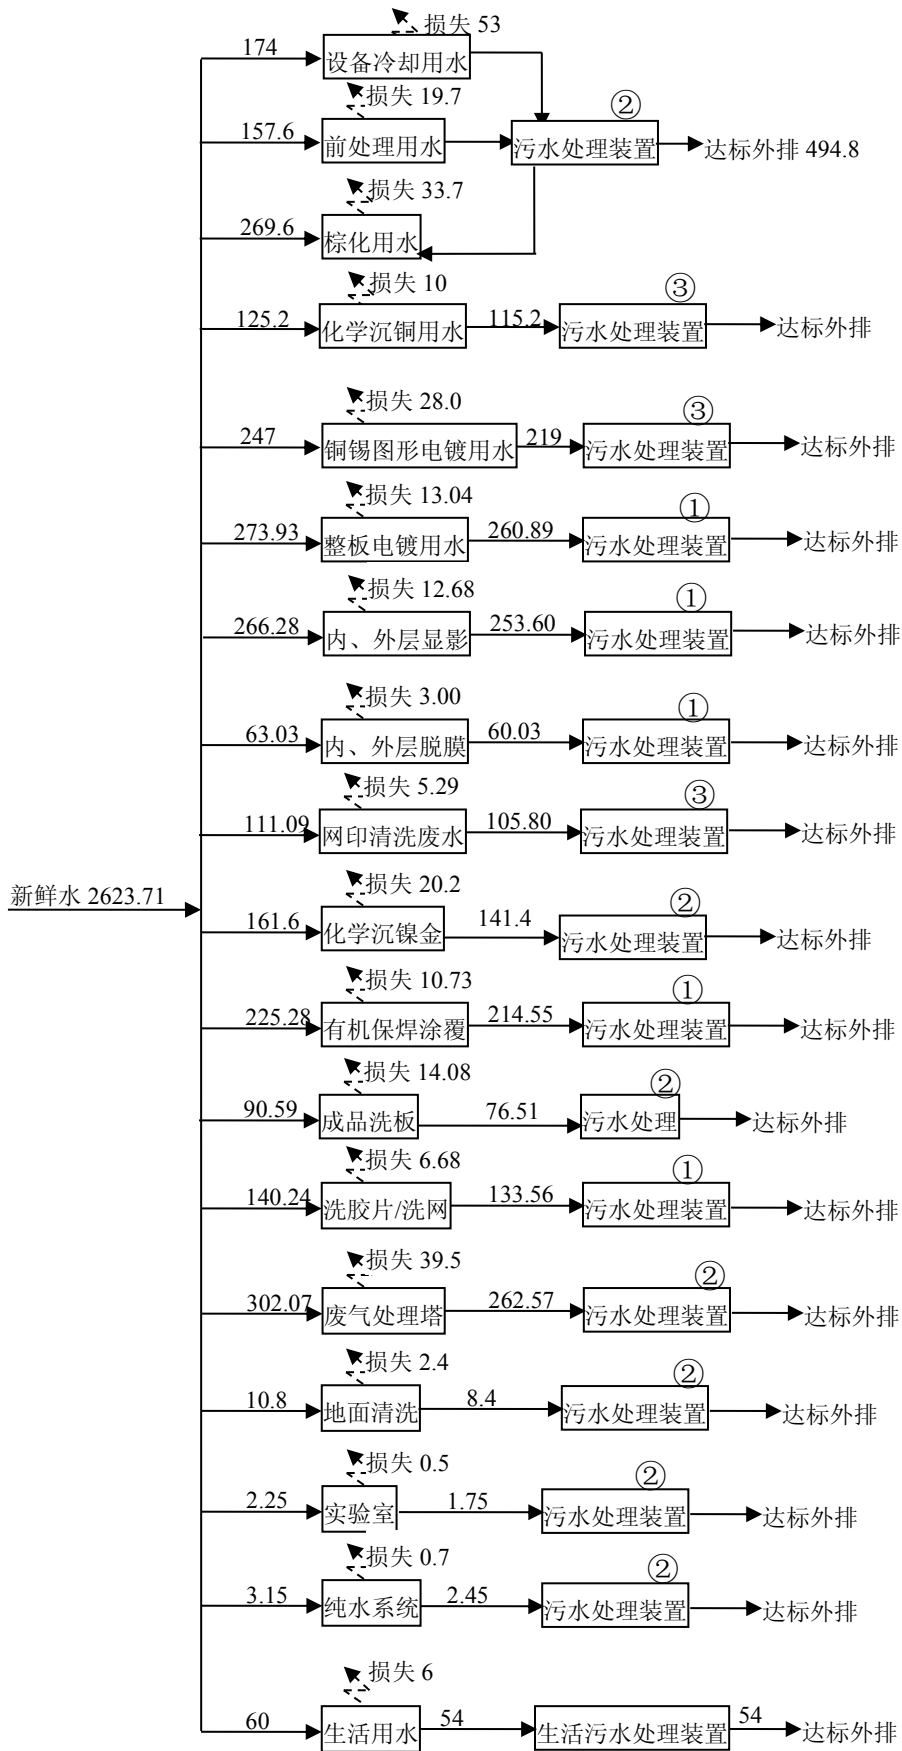 损失 53
174
设备冷却用水
损失 19.7
②
157.6
前处理用水
污水处理装置
达标外排 494.8
损失 33.7
269.6
棕化用水
损失 10
③
125.2
化学沉铜用水
115.2
污水处理装置
达标外排
损失 28.0
③
247
铜锡图形电镀用水
219
污水处理装置
达标外排
损失 13.04
①
273.93
整板电镀用水
260.89
污水处理装置
达标外排
损失 12.68
①
266.28
内、外层显影
253.60
污水处理装置
达标外排
损失 3.00
①
63.03
内、外层脱膜
60.03
污水处理装置
达标外排
损失 5.29
③
111.09
网印清洗废水
105.80
污水处理装置
达标外排
新鲜水 2623.71
损失 20.2
②
161.6
化学沉镍金
141.4
污水处理装置
达标外排
损失 10.73
①
225.28
有机保焊涂覆
214.55
污水处理装置
达标外排
损失 14.08
②
90.59
成品洗板
76.51
污水处理
达标外排
损失 6.68
①
140.24
洗胶片/洗网
133.56
污水处理装置
达标外排
损失 39.5
②
302.07
废气处理塔
262.57
污水处理装置
达标外排
损失 2.4
②
10.8
地面清洗
8.4
污水处理装置
达标外排
损失 0.5
②
2.25
实验室
1.75
污水处理装置
达标外排
损失 0.7
②
3.15
纯水系统
2.45
污水处理装置
达标外排
损失 6
60
生活用水
54
生活污水处理装置
54
达标外排